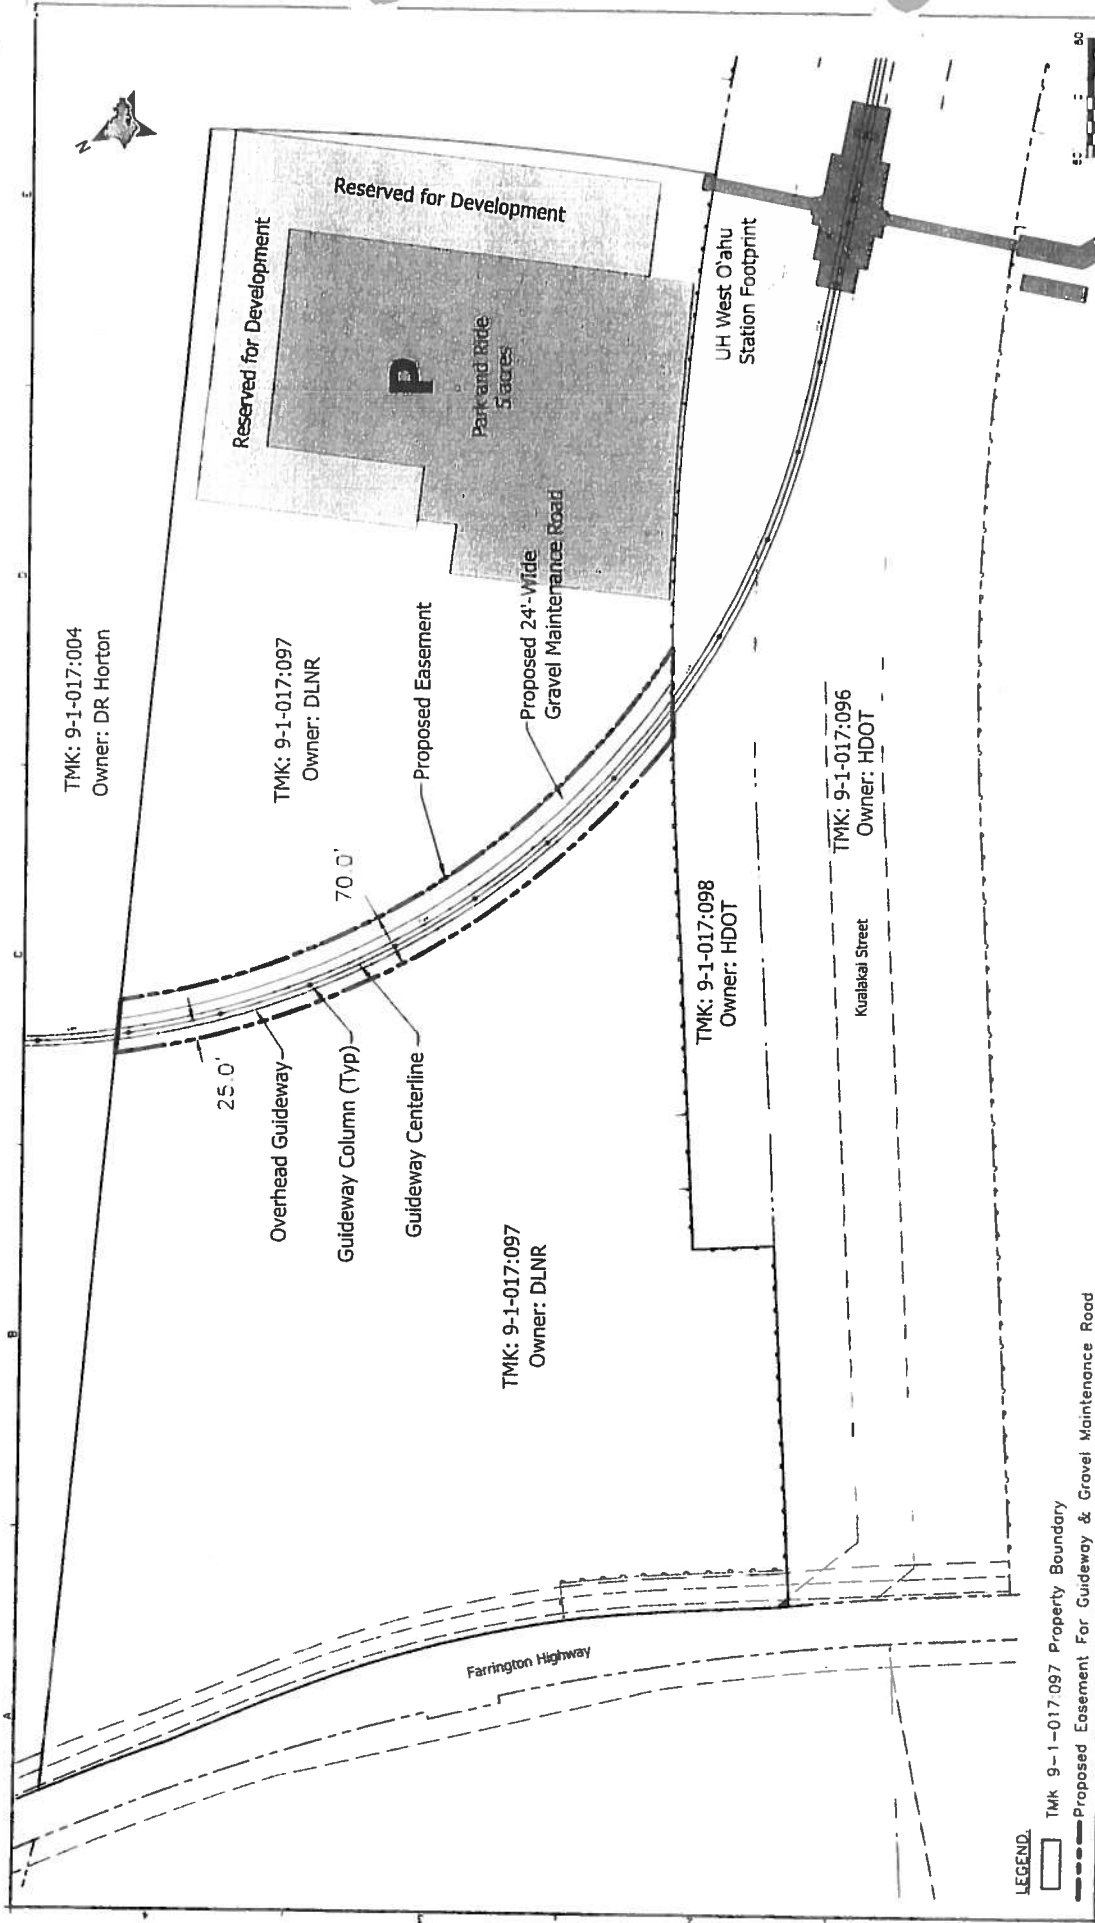 A
B
C
D
E
N
TMK: 9-1-017:004
Owner: DR Horton
TMK: 9-1-017:097
Owner: DLNR
Reserved for Development
Reserved for Development
P
Park and Ride
5 acres
Proposed Easement
Proposed 24'-Wide
Gravel Maintenance Road
70.0'
25.0'
Overhead Guideway
Guideway Column (Typ)
Guideway Centerline
UH West O`ahu
Station Footprint
TMK: 9-1-017:097
Owner: DLNR
TMK: 9-1-017:098
Owner: HDOT
TMK: 9-1-017:096
Owner: HDOT
Kualakai Street
Farrington Highway
LEGEND:
TMK 9-1-017:097 Property Boundary
Proposed Easement For Guideway & Gravel Maintenance Road